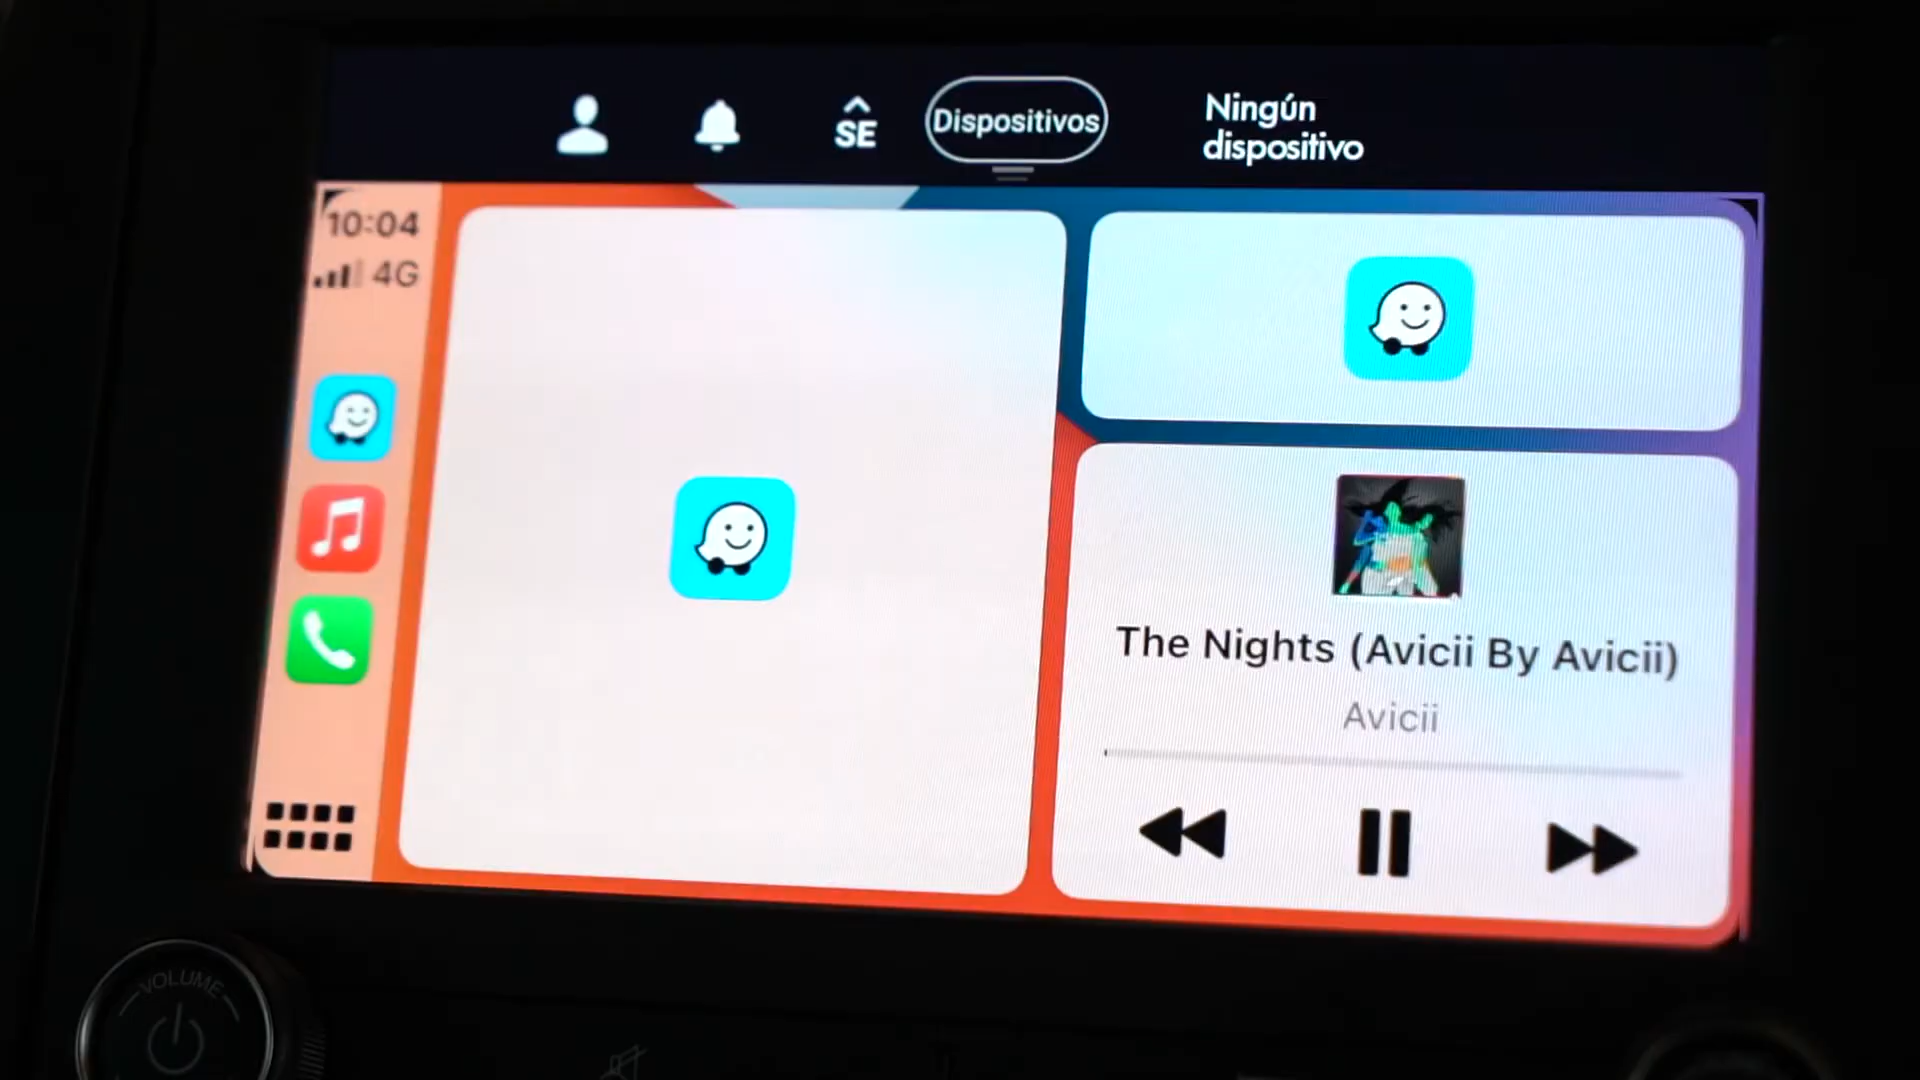 SE
Dispositivos
Ningún
dispositivo
10:04
4G
The Nights (Avicii By Avicii)
Avicii
VOLUME